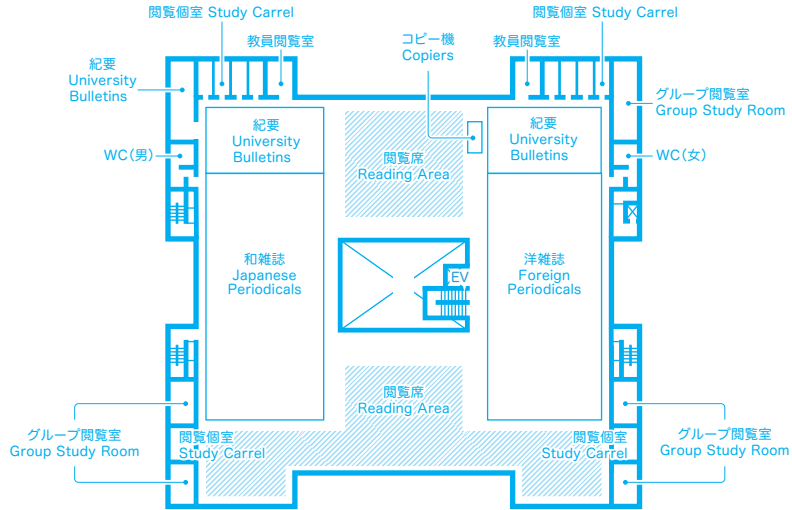 閲覧個室 Study Carrel
教員閲覧室
紀要
University
Bulletins
WC（男）
紀要
University
Bulletins
コピー機
Copiers
閲覧個室 Study Carrel
教員閲覧室
グループ閲覧室
Group Study Room
紀要
University
Bulletins
WC（女）
閲覧席
Reading Area
和雑誌
Japanese
Periodicals
EV
洋雑誌
Foreign
Periodicals
閲覧席
Reading Area
グループ閲覧室
Group Study Room
閲覧個室
Study Carrel
閲覧個室
Study Carrel
グループ閲覧室
Group Study Room